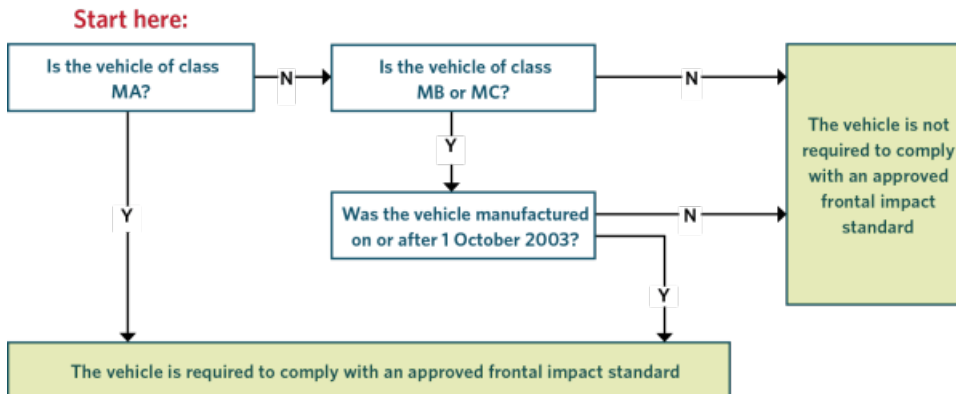 Start here:
Is the vehicle of class
MA?
N
Is the vehicle of class
MB or MC?
N
The vehicle is not
required to comply
with an approved
frontal impact
standard
Y
Y
Was the vehicle manufactured
on or after 1 October 2003?
N
Y
The vehicle is required to comply with an approved frontal impact standard